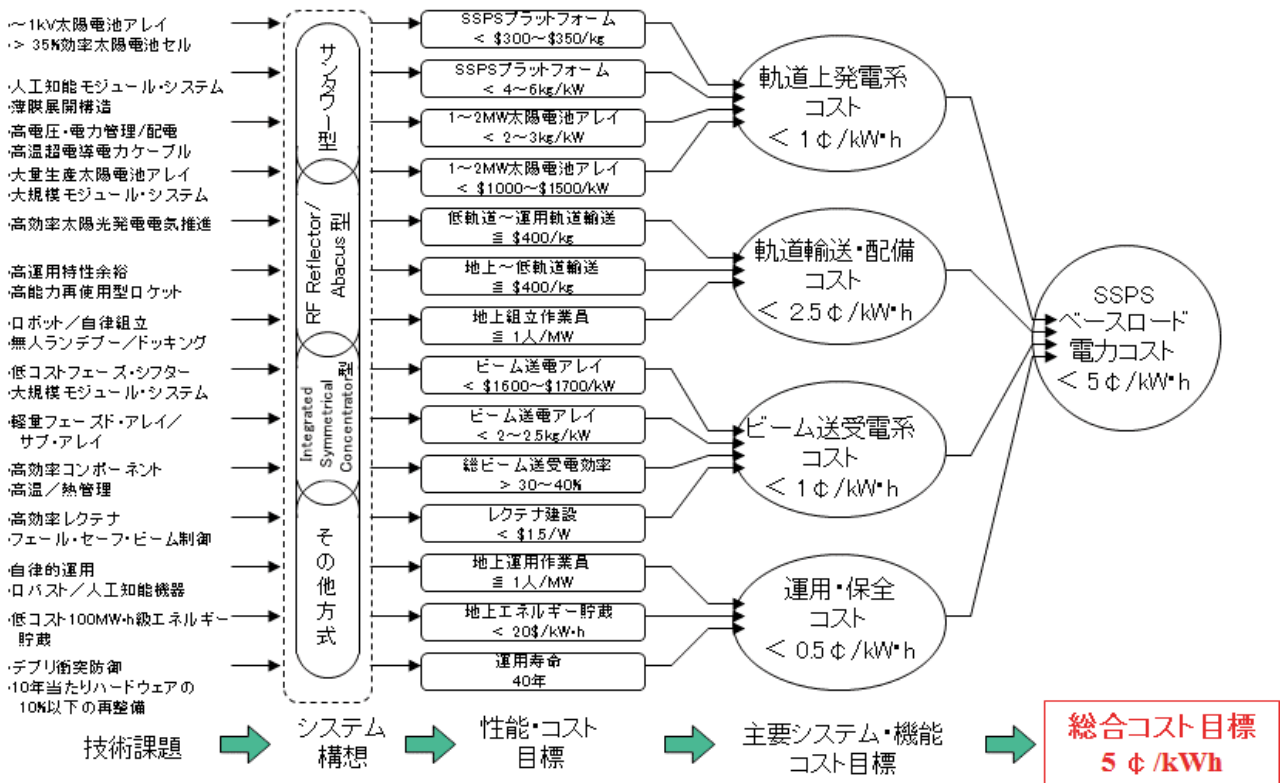 ・～1kV太陽電池アレイ
・> 35%効率太陽電池セル
・人工知能モジュール・システム
・薄膜展開構造
・高電圧・電力管理/配電
・高温超電導電力ケーブル
・大量生産太陽電池アレイ
・大規模モジュール・システム
・高効率太陽光発電電気推進
・高運用特性余裕
・高能力再使用型ロケット
・ロボット／自律組立
・無人ランデブー／ドッキング
・低コストフェーズ・シフター
・大規模モジュール・システム
・軽量フェーズド・アレイ／
サブ・アレイ
・高効率コンポーネント
・高温／熱管理
・高効率レクテナ
・フェール・セーフ・ビーム制御
・自律的運用
・ロバスト／人工知能機器
・低コスト100MW・h級エネルギー
貯蔵
・デブリ衝突防御
・10年当たりハードウェアの
10%以下の再整備
サンタワー型
RF Reflector/
Abacus型
Integrated
Symmetrical
Concentrator型
その他方式
SSPSプラットフォーム
< $300～$350/kg
SSPSプラットフォーム
< 4～6kg/kW
1～2MW太陽電池アレイ
< 2～3kg/kW
1～2MW太陽電池アレイ
< $1000～$1500/kW
低軌道～運用軌道輸送
≦ $400/kg
地上～低軌道輸送
≦ $400/kg
地上組立作業員
≦ 1人/MW
ビーム送電アレイ
< $1600～$1700/kW
ビーム送電アレイ
< 2～2.5kg/kW
総ビーム送受電効率
> 30～40%
レクテナ建設
< $1.5/W
地上運用作業員
≦ 1人/MW
地上エネルギー貯蔵
< 20$/kW・h
運用寿命
40年
軌道上発電系
コスト
< 1¢/kW・h
軌道輸送・配備
コスト
< 2.5¢/kW・h
ビーム送受電系
コスト
< 1¢/kW・h
運用・保全
コスト
< 0.5¢/kW・h
SSPS
ベースロード
電力コスト
< 5¢/kW・h
技術課題
システム
構想
性能・コスト
目標
主要システム・機能
コスト目標
総合コスト目標
5 ¢/kWh